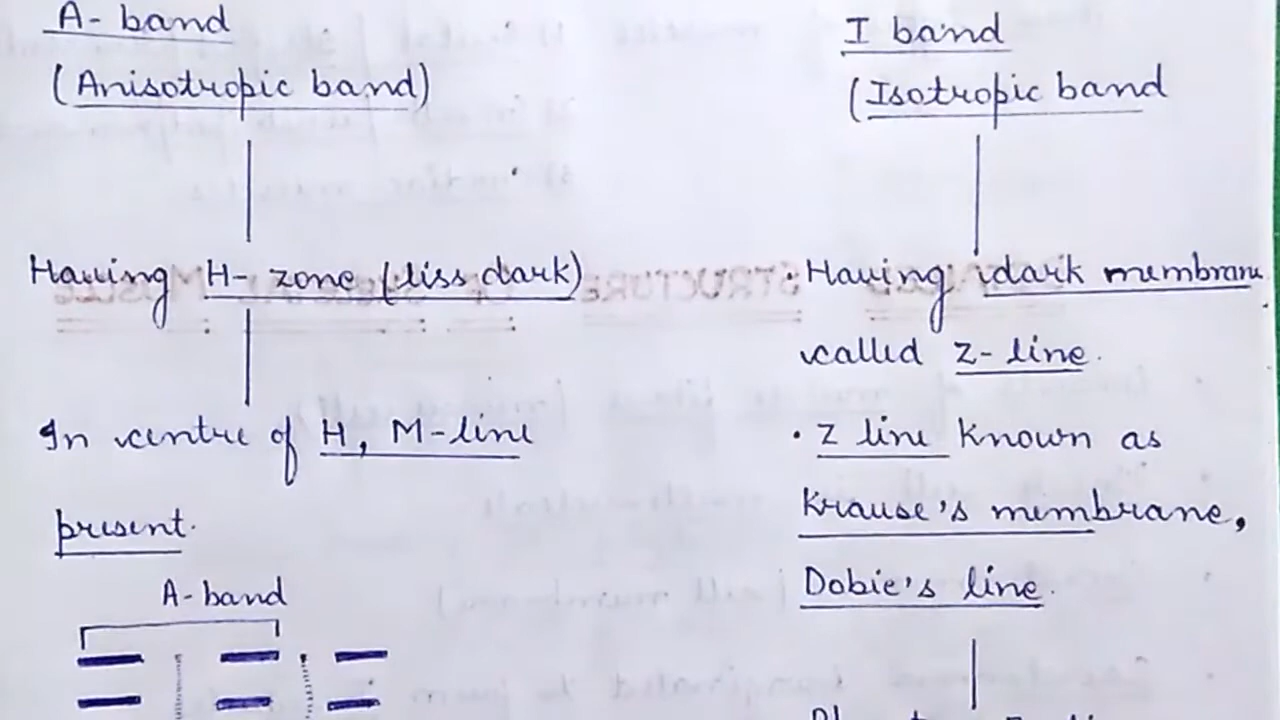 A- band
(Anisotropic band)
Having H- zone (less dark)
In centre of H, M-line
present.
A-band
I band
(Isotropic band
• Having dark membrane
called Z- line.
• Z line known as
Krause's membrane,
Dobie's line.